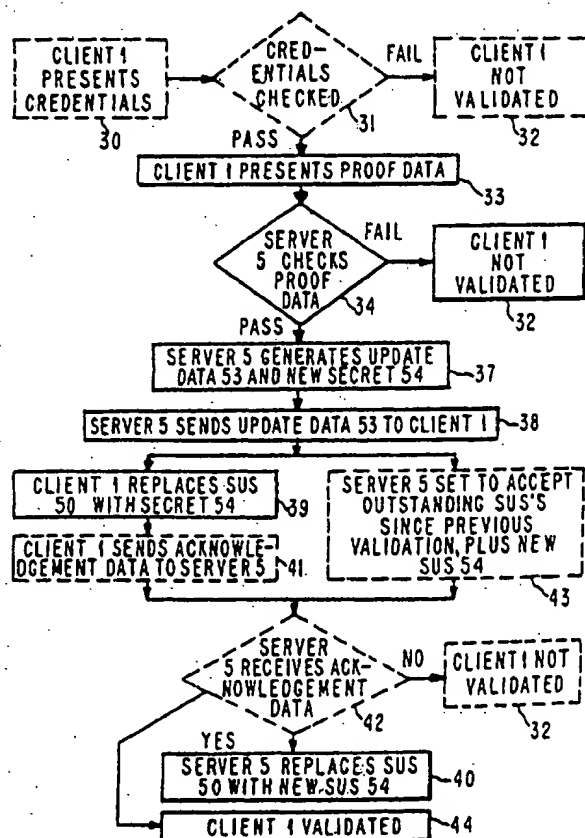 CLIENT 1
PRESENTS
CREDENTIALS
30
CRED-
ENTIALS
CHECKED
31
FAIL
CLIENT 1
NOT
VALIDATED
32
PASS
CLIENT 1 PRESENTS PROOF DATA
33
SERVER
5 CHECKS
PROOF
DATA
34
FAIL
CLIENT 1
NOT
VALIDATED
32
PASS
SERVER 5 GENERATES UPDATE
DATA 53 AND NEW SECRET 54
37
SERVER 5 SENDS UPDATE DATA 53 TO CLIENT 1
38
CLIENT 1 REPLACES SUS
50 WITH SECRET 54
39
CLIENT 1 SENDS ACKNOWLE-
DGEMENT DATA TO SERVER 5
41
SERVER 5 SET TO ACCEPT
OUTSTANDING SUS'S
SINCE PREVIOUS
VALIDATION, PLUS NEW
SUS 54
43
SERVER
5 RECEIVES ACK-
NOWLEDGEMENT
DATA
42
NO
CLIENT 1 NOT
VALIDATED
32
YES
SERVER 5 REPLACES SUS
50 WITH NEW SUS 54
40
CLIENT 1 VALIDATED
44